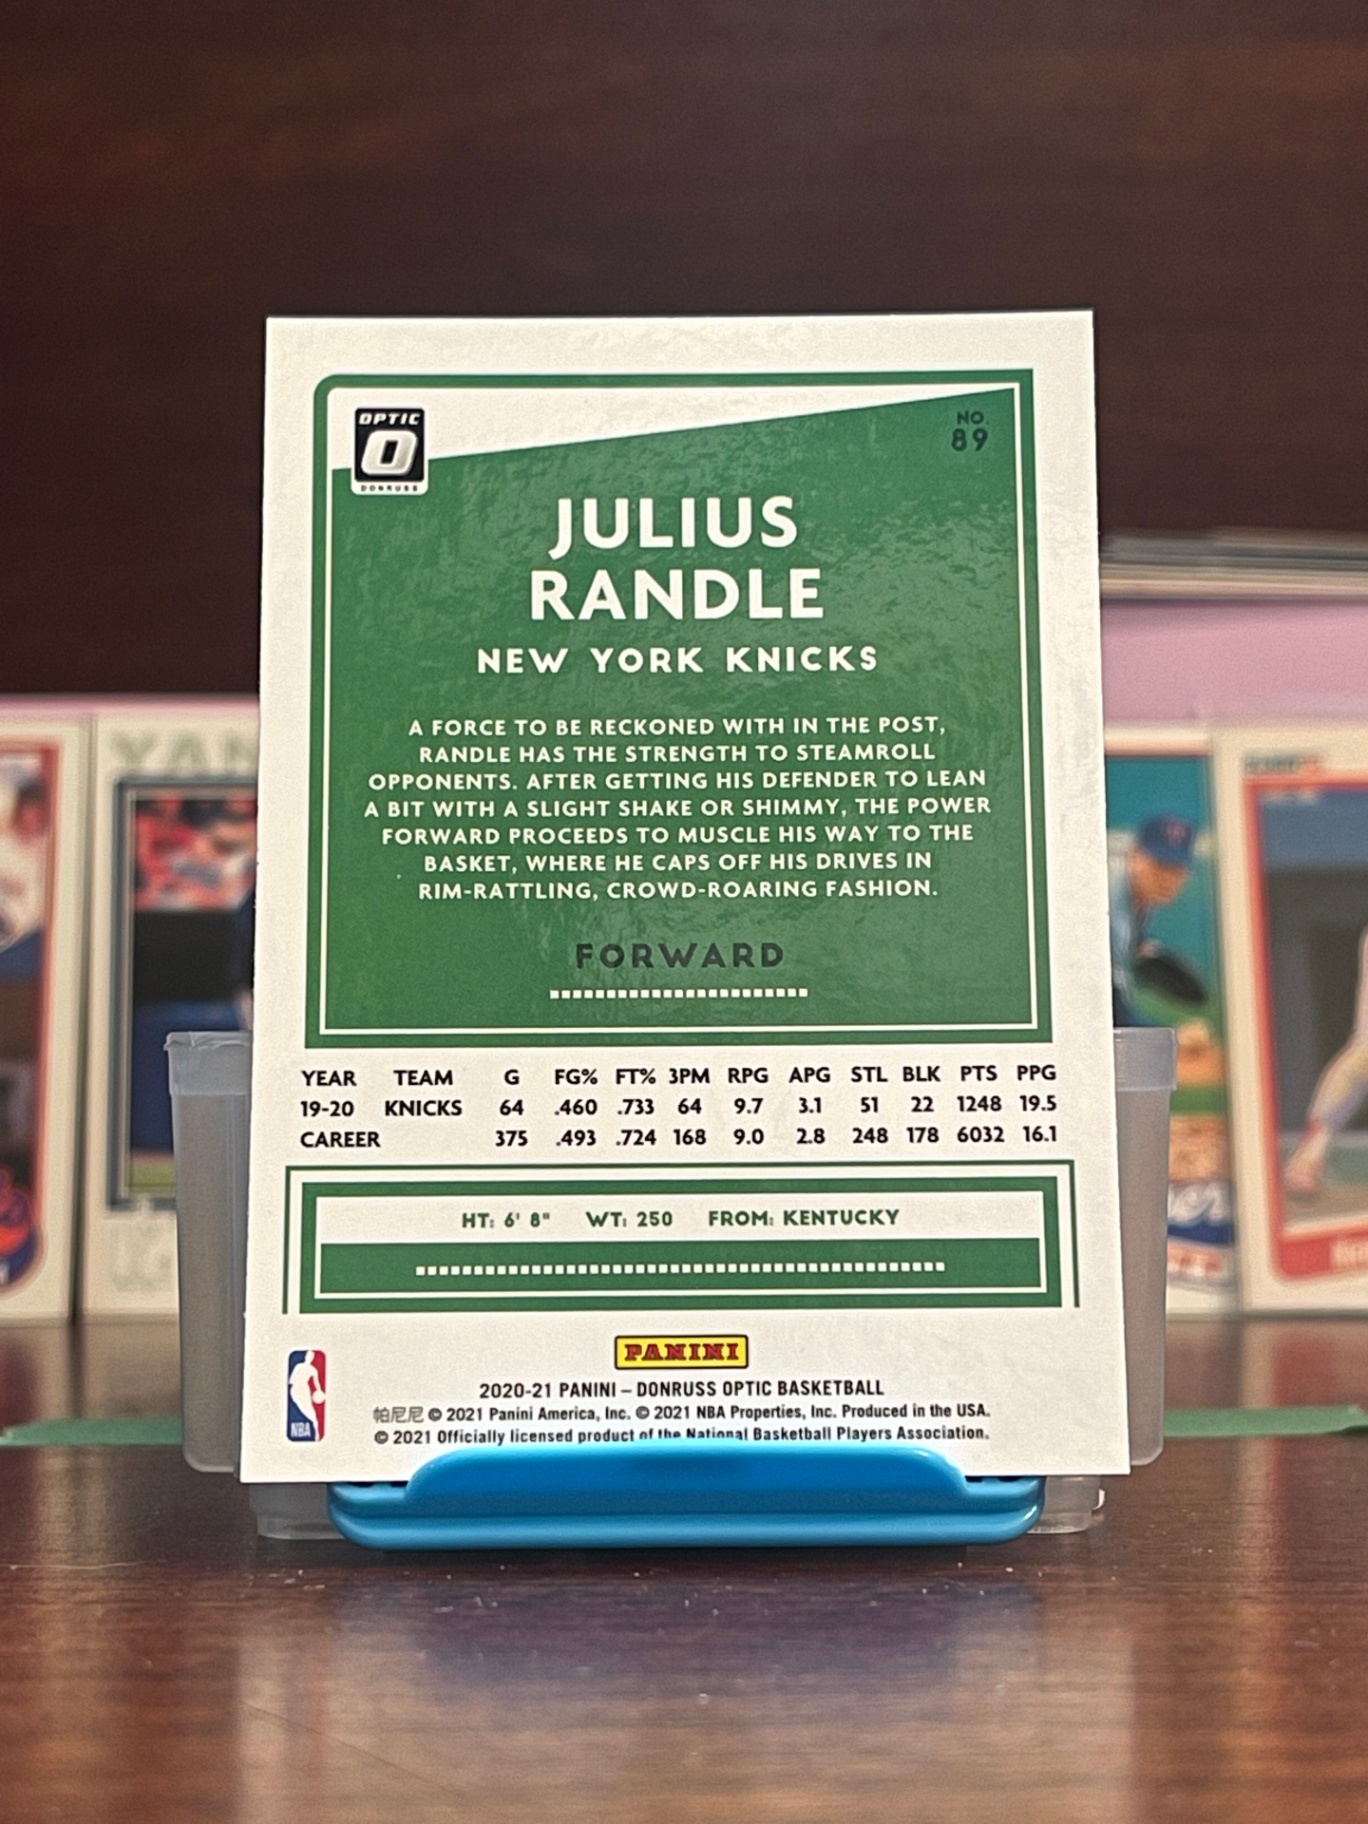 OPTIC
DONRUSS
NO.
89
JULIUS
RANDLE
NEW YORK KNICKS
A FORCE TO BE RECKONED WITH IN THE POST,
RANDLE HAS THE STRENGTH TO STEAMROLL
OPPONENTS. AFTER GETTING HIS DEFENDER TO LEAN
A BIT WITH A SLIGHT SHAKE OR SHIMMY, THE POWER
FORWARD PROCEEDS TO MUSCLE HIS WAY TO THE
BASKET, WHERE HE CAPS OFF HIS DRIVES IN
RIM-RATTLING, CROWD-ROARING FASHION.
FORWARD
YEAR TEAM G FG% FT% 3PM RPG APG STL BLK PTS PPG
19-20 KNICKS 64 .460 .733 64 9.7 3.1 51 22 1248 19.5
CAREER 375 .493 .724 168 9.0 2.8 248 178 6032 16.1
HT: 6' 8" WT: 250 FROM: KENTUCKY
PANINI
NBA
2020-21 PANINI – DONRUSS OPTIC BASKETBALL
帕尼尼 © 2021 Panini America, Inc. © 2021 NBA Properties, Inc. Produced in the USA.
© 2021 Officially licensed product of the National Basketball Players Association.